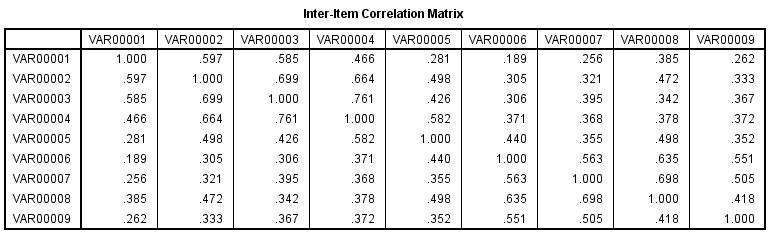 Inter-Item Correlation Matrix
VAR00001 VAR00002 VAR00003 VAR00004 VAR00005 VAR00006 VAR00007 VAR00008 VAR00009
VAR00001 1.000 .597 .585 .466 .281 .189 .256 .385 .262
VAR00002 .597 1.000 .699 .664 .498 .305 .321 .472 .333
VAR00003 .585 .699 1.000 .761 .426 .306 .395 .342 .367
VAR00004 .466 .664 .761 1.000 .582 .371 .368 .378 .372
VAR00005 .281 .498 .426 .582 1.000 .440 .355 .498 .352
VAR00006 .189 .305 .306 .371 .440 1.000 .563 .635 .551
VAR00007 .256 .321 .395 .368 .355 .563 1.000 .698 .505
VAR00008 .385 .472 .342 .378 .498 .635 .698 1.000 .418
VAR00009 .262 .333 .367 .372 .352 .551 .505 .418 1.000